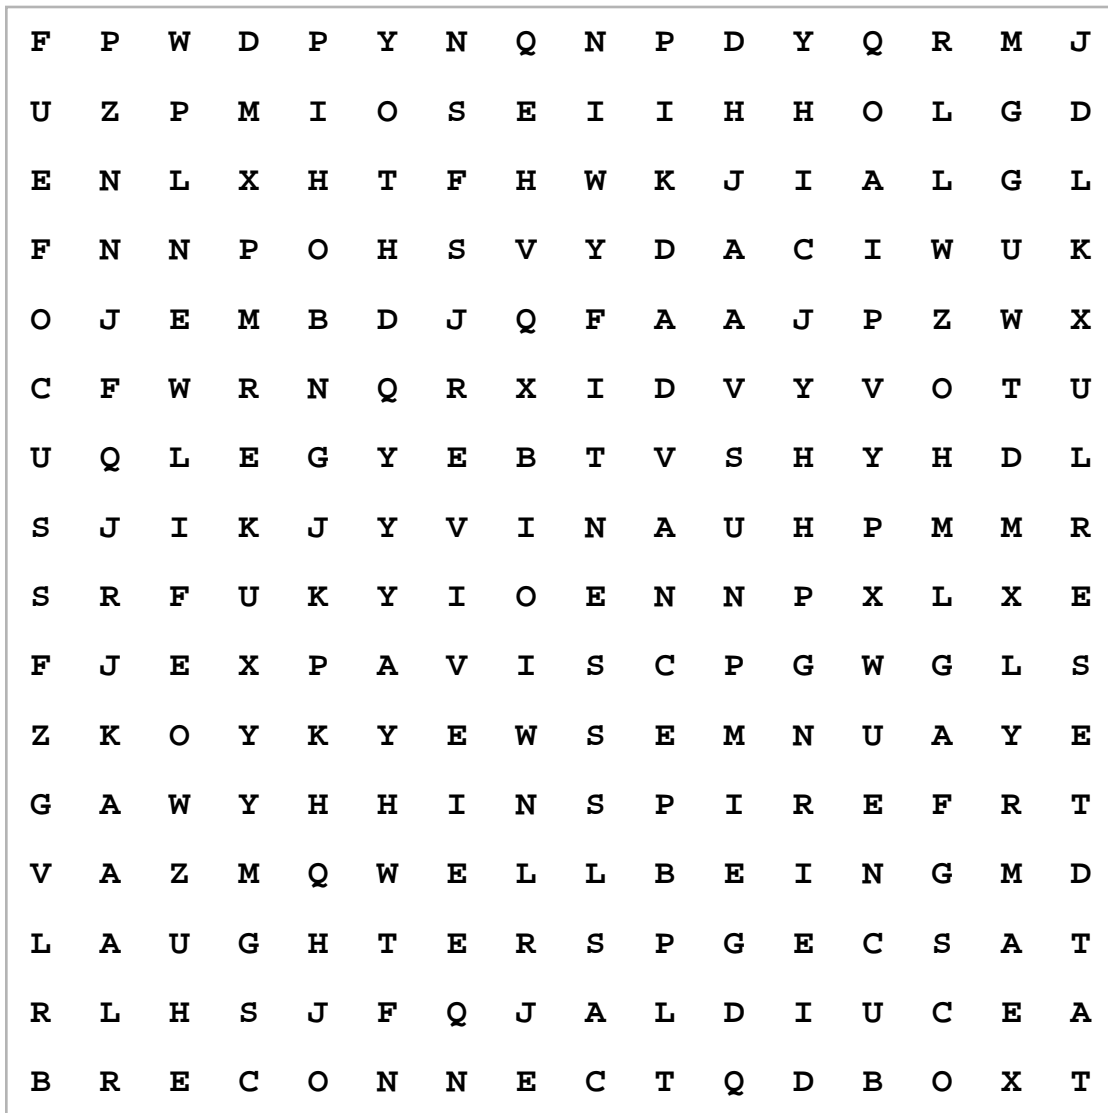 F P W D P Y N Q N P D Y Q R M J
U Z P M I O S E I I H H O L G D
E N L X H T F H W K J I A L G L
F N N P O H S V Y D A C I W U K
O J E M B D J Q F A A J P Z W X
C F W R N Q R X I D V Y V O T U
U Q L E G Y E B T V S H Y H D L
S J I K J Y V I N A U H P M M R
S R F U K Y I O E N N P X L X E
F J E X P A V I S C P G W G L S
Z K O Y K Y E W S E M N U A Y E
G A W Y H H I N S P I R E F R T
V A Z M Q W E L L B E I N G M D
L A U G H T E R S P G E C S A T
R L H S J F Q J A L D I U C E A
B R E C O N N E C T Q D B O X T